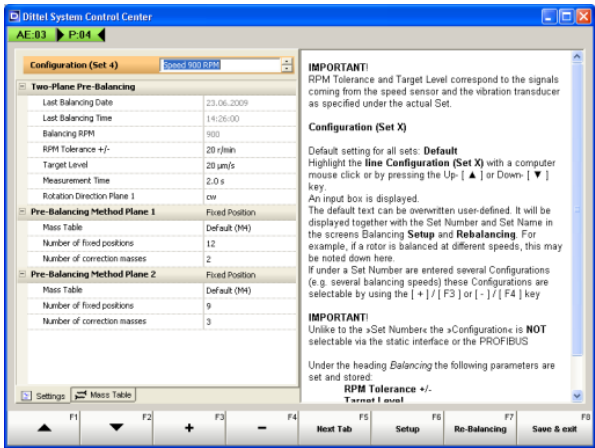 Dittel System Control Center
AE:03 P:04
Configuration (Set 4) Speed 900 RPM
Two-Plane Pre-Balancing
Last Balancing Date 23.06.2009
Last Balancing Time 14:26:00
Balancing RPM 900
RPM Tolerance +/- 20 r/min
Target Level 20 µm/s
Measurement Time 2.0 s
Rotation Direction Plane 1 cw
Pre-Balancing Method Plane 1 Fixed Position
Mass Table Default (M4)
Number of fixed positions 12
Number of correction masses 2
Pre-Balancing Method Plane 2 Fixed Position
Mass Table Default (M4)
Number of fixed positions 9
Number of correction masses 3
Settings Mass Table
IMPORTANT!
RPM Tolerance and Target Level correspond to the signals
coming from the speed sensor and the vibration transducer
as specified under the actual Set.
Configuration (Set X)
Default setting for all sets: Default
Highlight the line Configuration (Set X) with a computer
mouse click or by pressing the Up- [ ▲ ] or Down- [ ▼ ]
key.
An input box is displayed.
The default text can be overwritten user-defined. It will be
displayed together with the Set Number and Set Name in
the screens Balancing Setup and Rebalancing. For
example, if a rotor is balanced at different speeds, this may
be noted down here.
If under a Set Number are entered several Configurations
(e.g. several balancing speeds) these Configurations are
selectable by using the [ + ] / [ F3 ] or [ - ] / [ F4 ] key
IMPORTANT!
Unlike to the »Set Number« the »Configuration« is NOT
selectable via the static interface or the PROFIBUS
Under the heading Balancing the following parameters are
set and stored:
RPM Tolerance +/-
Target Level
F1 F2 F3 F4 F5 F6 F7 F8
+ - Next Tab Setup Re-Balancing Save & exit